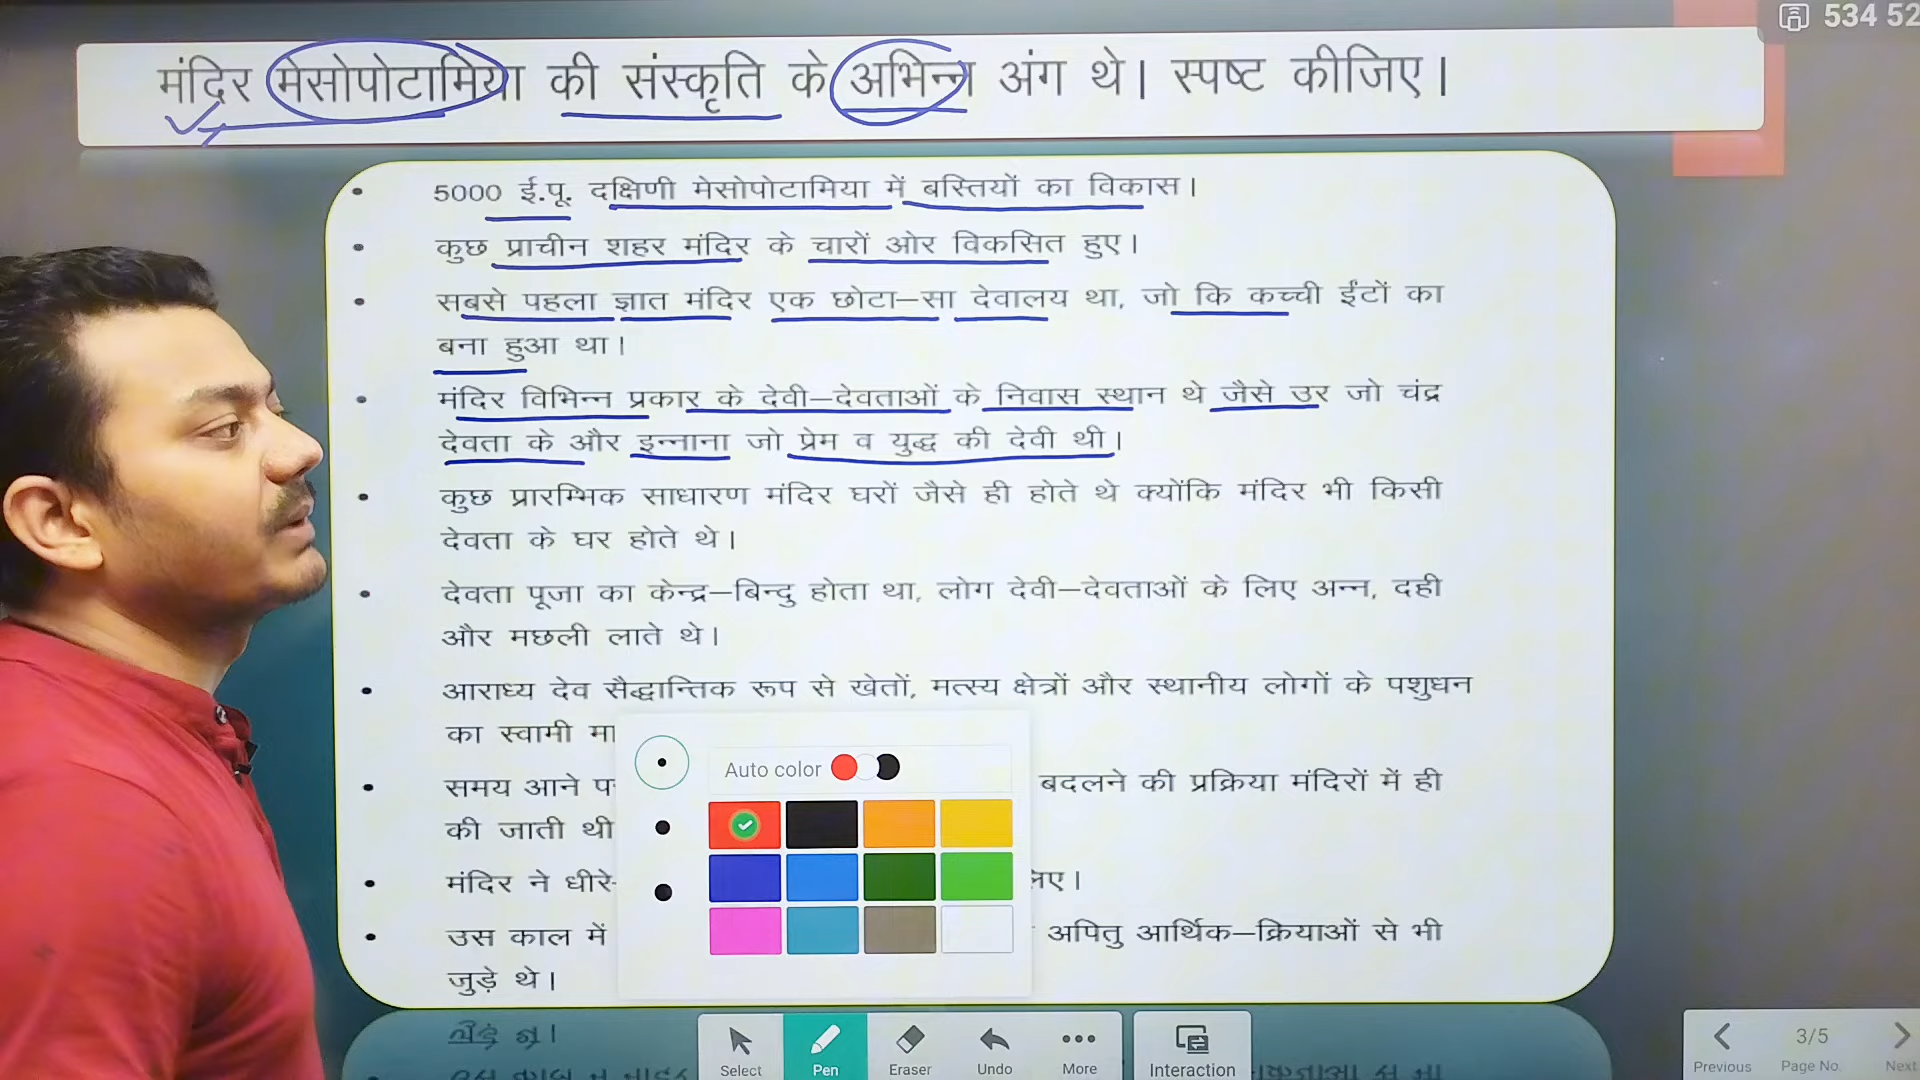 534 52
मंदिर मेसोपोटामिया की संस्कृति के अभिन्न अंग थे। स्पष्ट कीजिए।
5000 ई.पू. दक्षिणी मेसोपोटामिया में बस्तियों का विकास।
कुछ प्राचीन शहर मंदिर के चारों ओर विकसित हुए।
सबसे पहला ज्ञात मंदिर एक छोटा–सा देवालय था, जो कि कच्ची ईंटों का
बना हुआ था।
मंदिर विभिन्न प्रकार के देवी–देवताओं के निवास स्थान थे जैसे उर जो चंद्र
देवता के और इन्नाना जो प्रेम व युद्ध की देवी थी।
कुछ प्रारम्भिक साधारण मंदिर घरों जैसे ही होते थे क्योंकि मंदिर भी किसी
देवता के घर होते थे।
देवता पूजा का केन्द्र–बिन्दु होता था, लोग देवी–देवताओं के लिए अन्न, दही
और मछली लाते थे।
आराध्य देव सैद्धान्तिक रूप से खेतों, मत्स्य क्षेत्रों और स्थानीय लोगों के पशुधन
का स्वामी
समय आने बदलने की प्रक्रिया मंदिरों में ही
की जाती थी
मंदिर ने
उस काल में अपितु आर्थिक–क्रियाओं से भी
जुड़े थे।
Auto color
Select Pen Eraser Undo More Interaction
Previous 3/5 Page No. Next